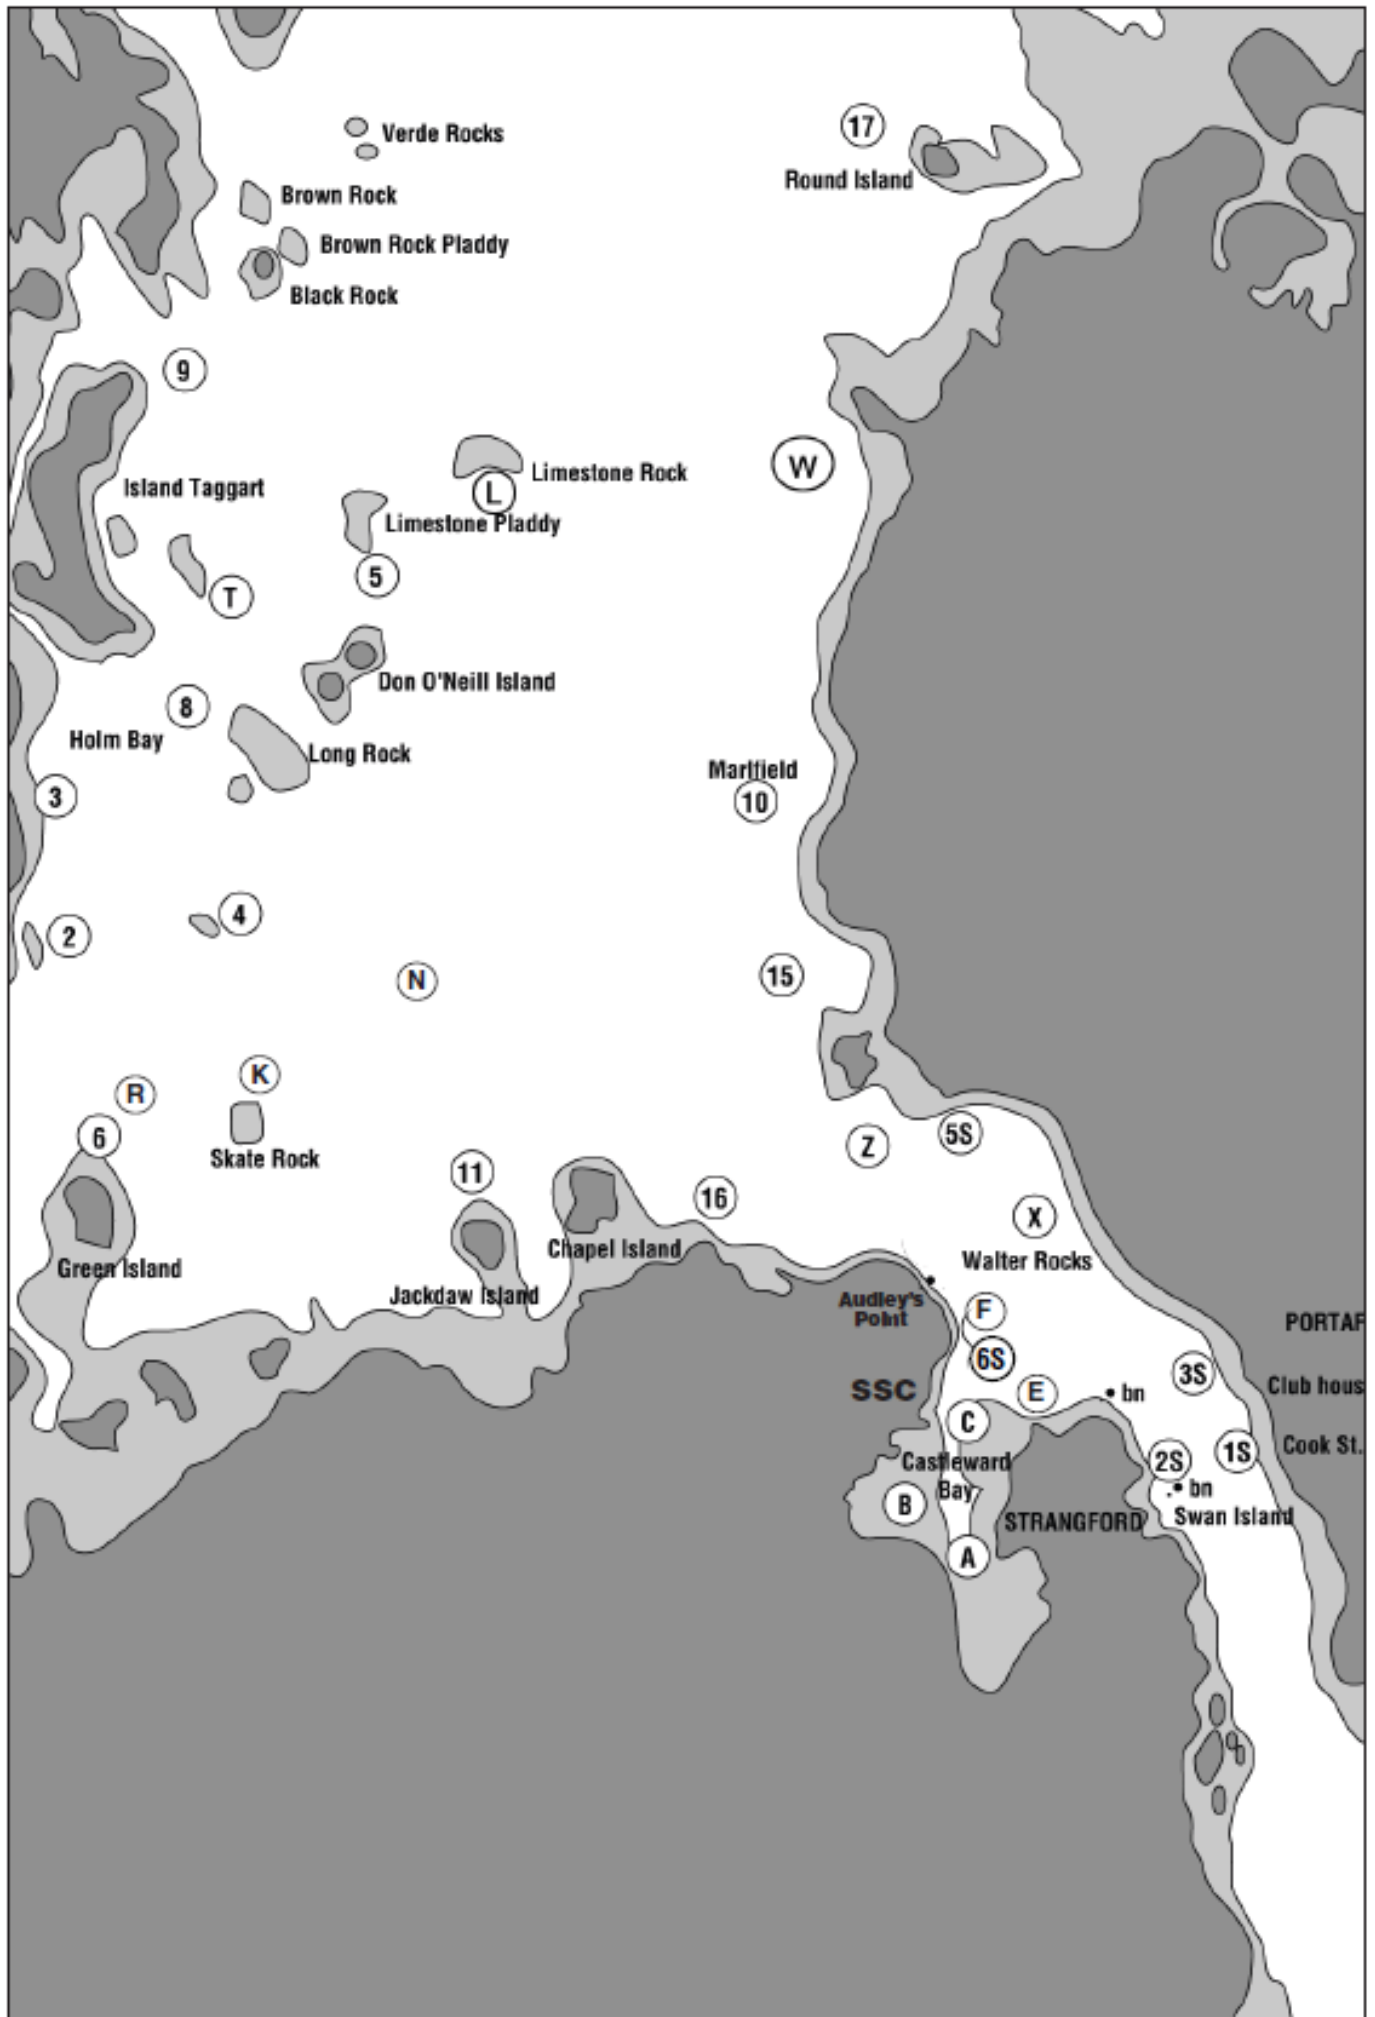 Verde Rocks
17
Round Island
Brown Rock
Brown Rock Pladdy
Black Rock
9
W
Limestone Rock
Island Taggart
L
Limestone Pladdy
5
T
Don O'Neill Island
8
Holm Bay
Long Rock
Marlfield
3
10
4
2
15
N
K
R
6
5S
Z
Skate Rock
11
16
X
Chapel Island
Walter Rocks
Green Island
Jackdaw Island
Audley's
Point
F
PORTAF
6S
3S
SSC
E
bn
Club hous
C
Cook St.
1S
2S
Castleward
Bay
bn
B
STRANGFORD
Swan Island
A